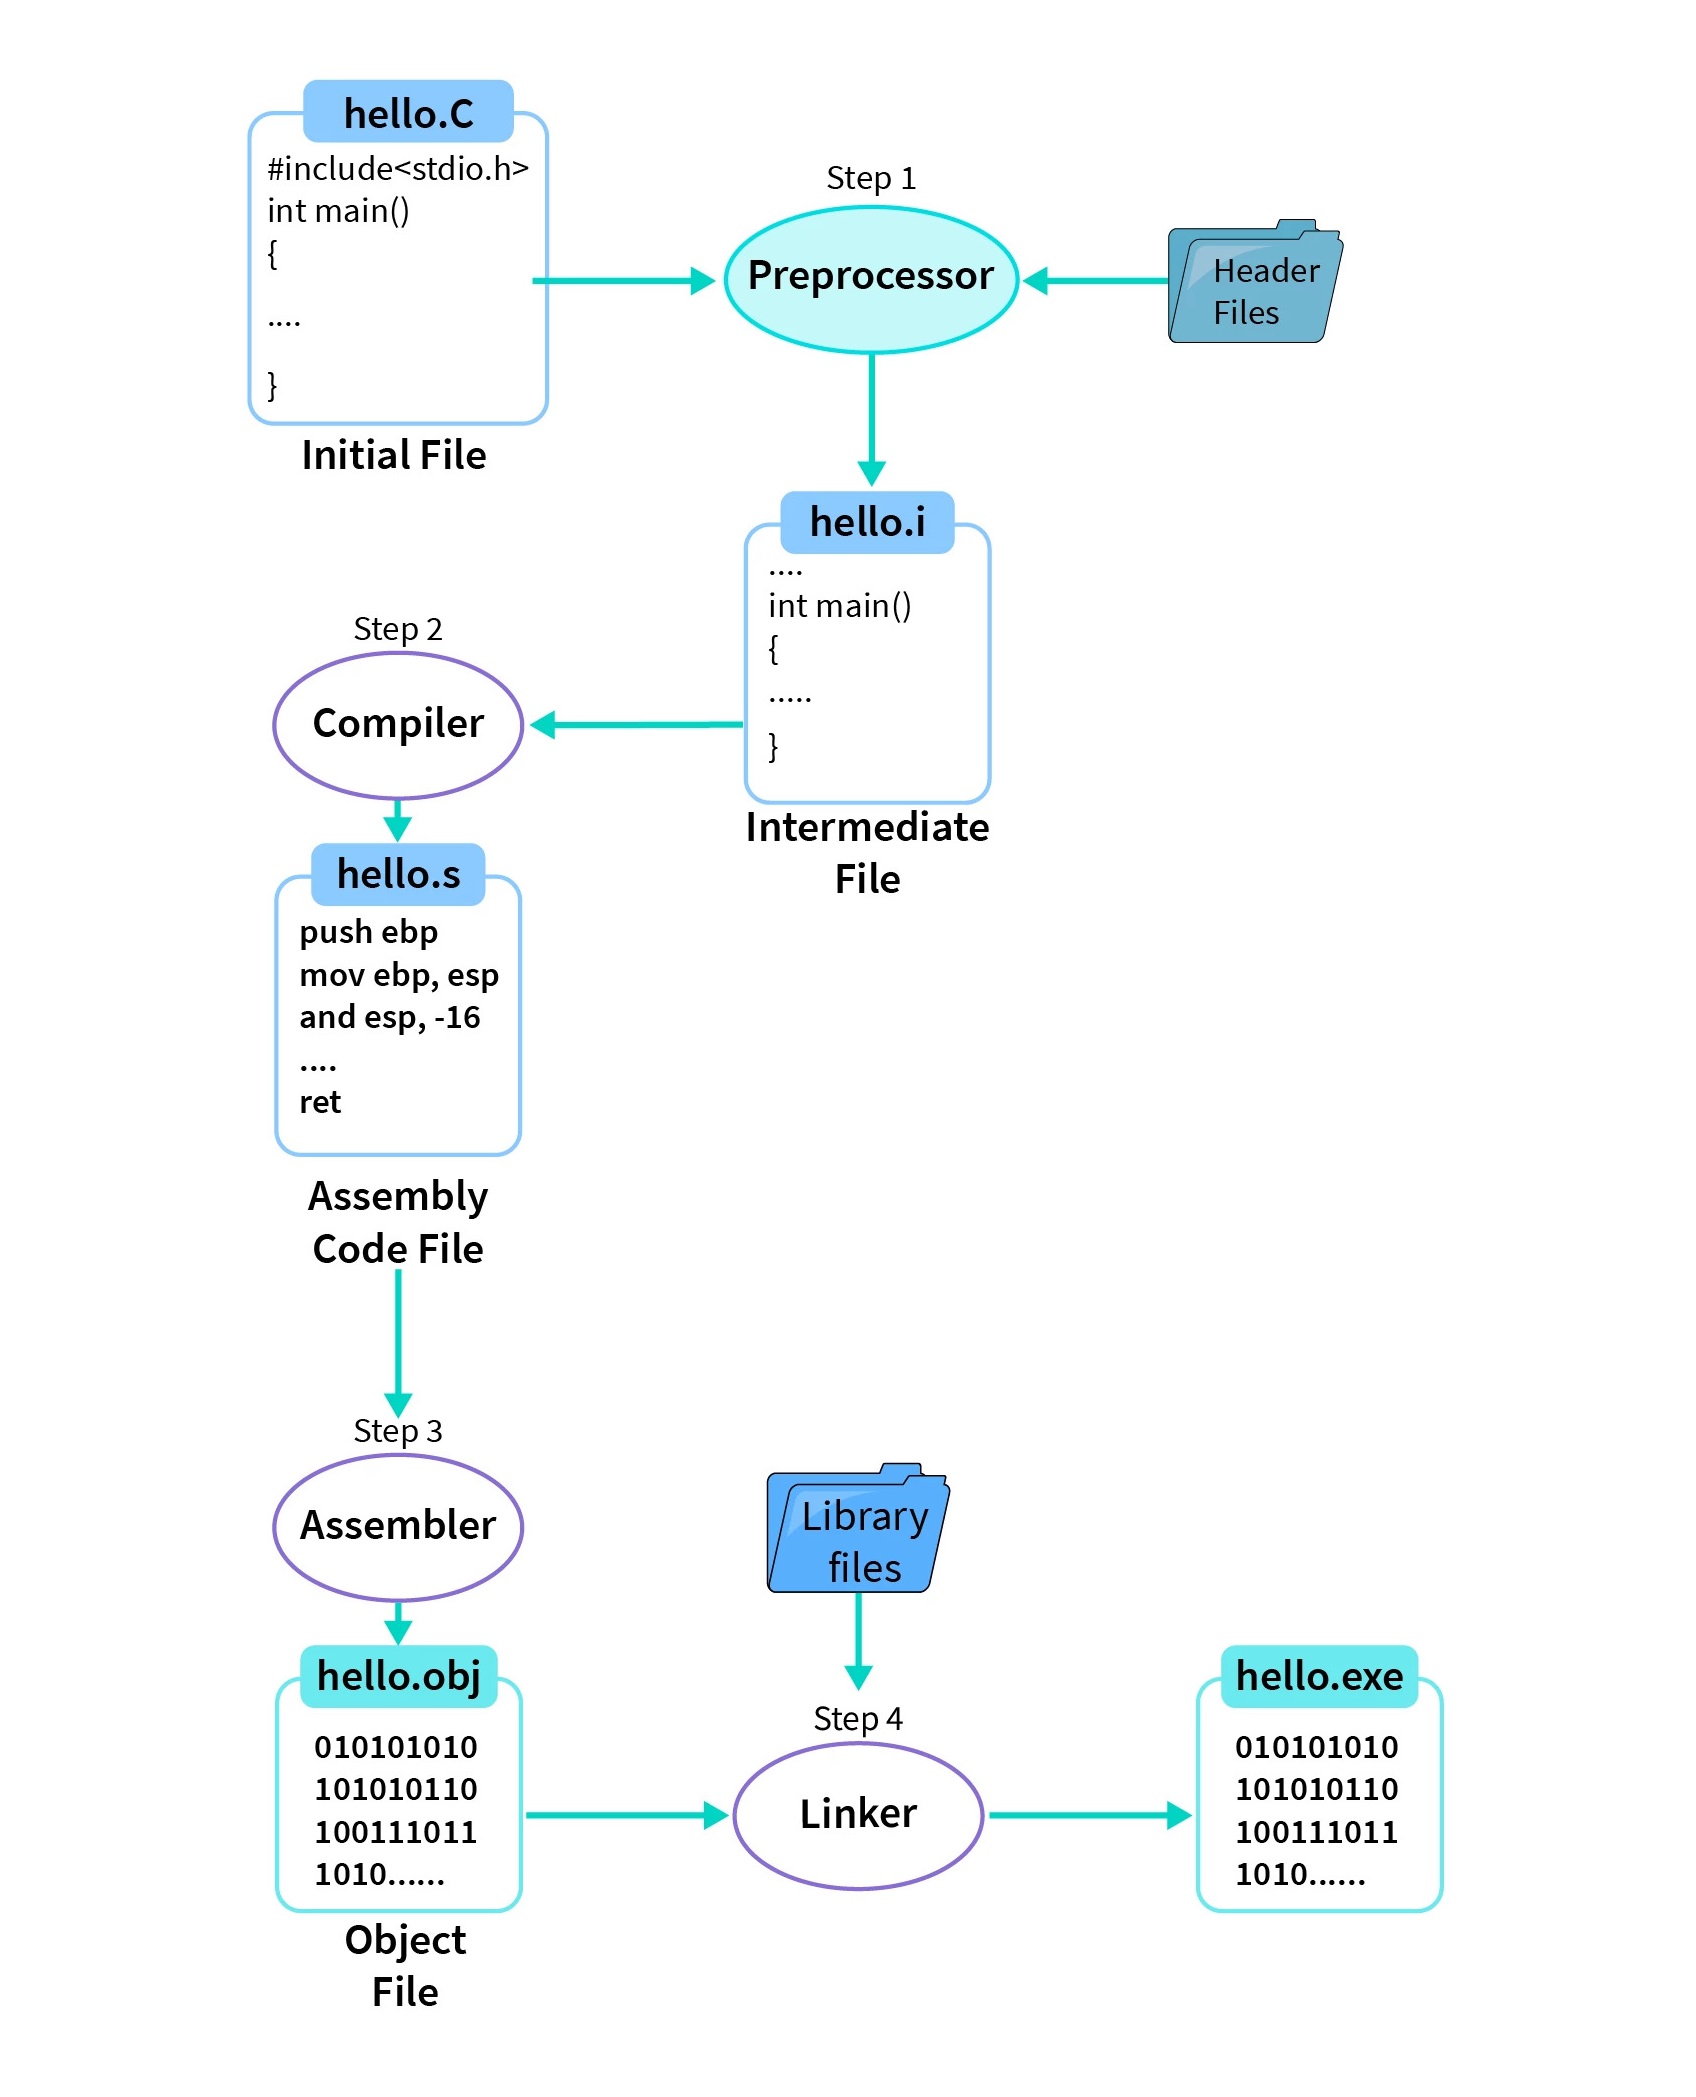 hello.C
#include<stdio.h>
int main()
{
....
}
Initial File
Step 1
Preprocessor
Header
Files
hello.i
....
int main()
{
.....
}
Intermediate
File
Step 2
Compiler
hello.s
push ebp
mov ebp, esp
and esp, -16
....
ret
Assembly
Code File
Step 3
Assembler
hello.obj
010101010
101010110
100111011
1010......
Object
File
Library
files
Step 4
Linker
hello.exe
010101010
101010110
100111011
1010......